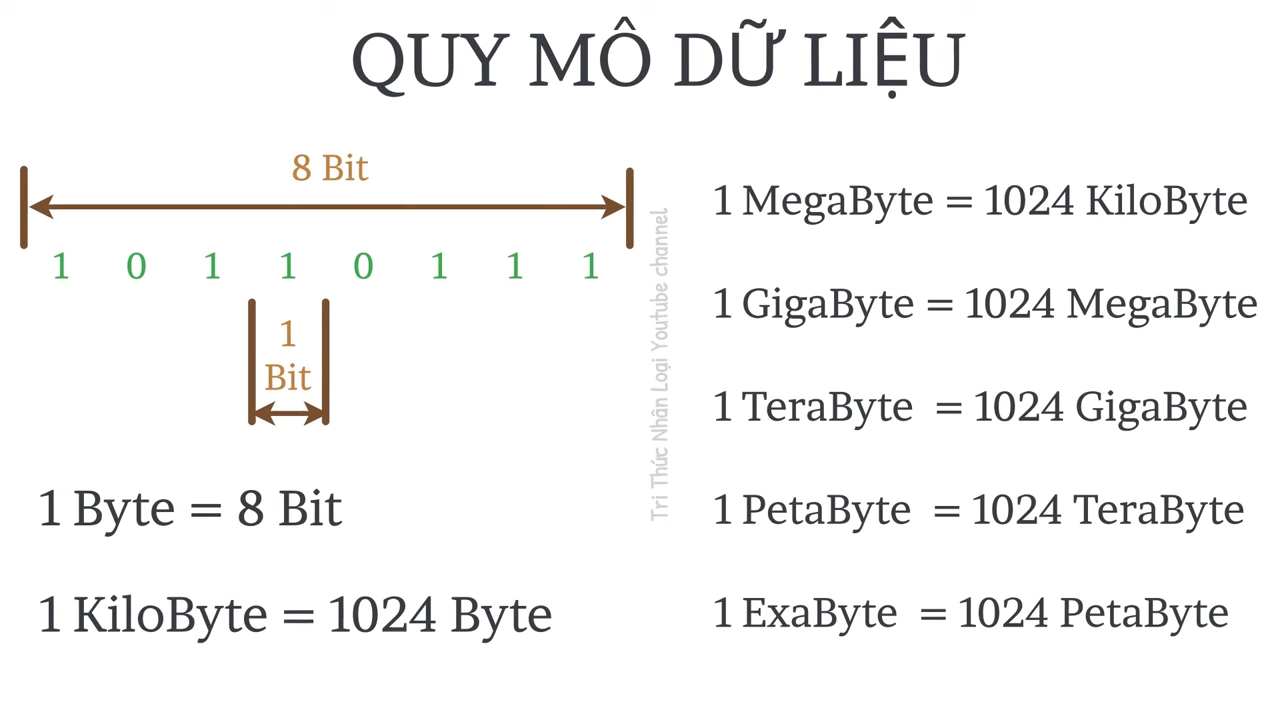 QUY MÔ DỮ LIỆU
8 Bit
1 0 1 1 0 1 1 1
1
Bit
1 Byte = 8 Bit
1 KiloByte = 1024 Byte
Tri Thức Nhân Loại Youtube channel
1 MegaByte = 1024 KiloByte
1 GigaByte = 1024 MegaByte
1 TeraByte = 1024 GigaByte
1 PetaByte = 1024 TeraByte
1 ExaByte = 1024 PetaByte